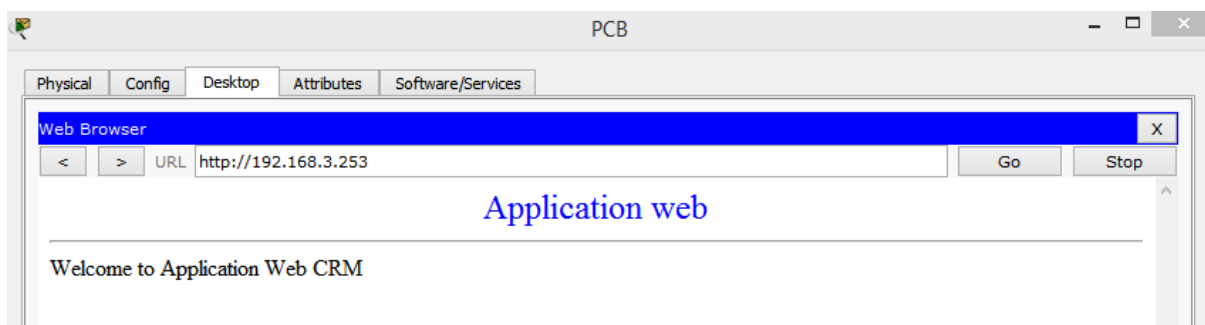 PCB
Physical Config Desktop Attributes Software/Services
Web Browser X
< > URL http://192.168.3.253 Go Stop
Application web
Welcome to Application Web CRM